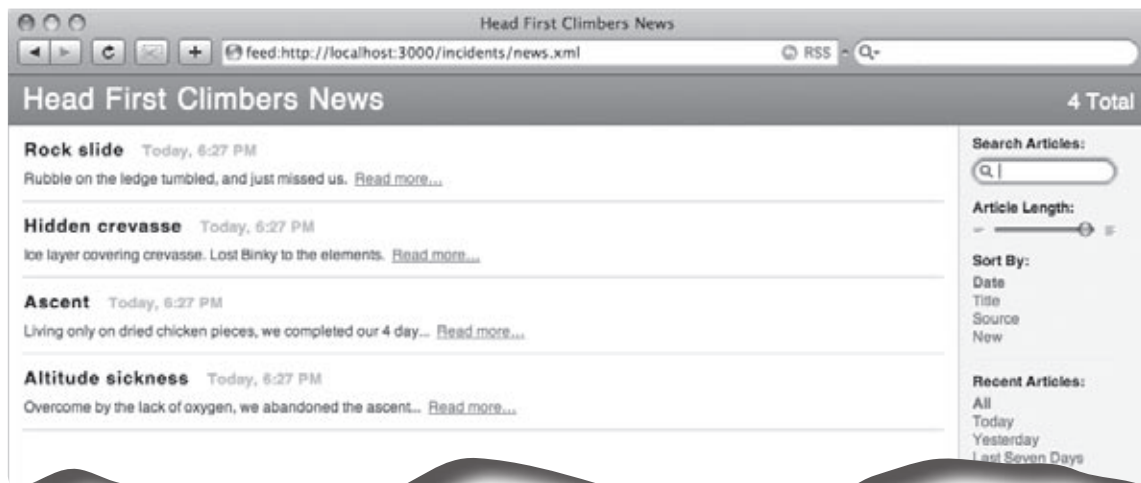 Head First Climbers News
feed:http://localhost:3000/incidents/news.xml
RSS
Head First Climbers News
4 Total
Rock slide Today, 6:27 PM
Rubble on the ledge tumbled, and just missed us. Read more...
Hidden crevasse Today, 6:27 PM
Ice layer covering crevasse. Lost Binky to the elements. Read more...
Ascent Today, 6:27 PM
Living only on dried chicken pieces, we completed our 4 day... Read more...
Altitude sickness Today, 6:27 PM
Overcome by the lack of oxygen, we abandoned the ascent... Read more...
Search Articles:
Article Length:
Sort By:
Date
Title
Source
New
Recent Articles:
All
Today
Yesterday
Last Seven Days